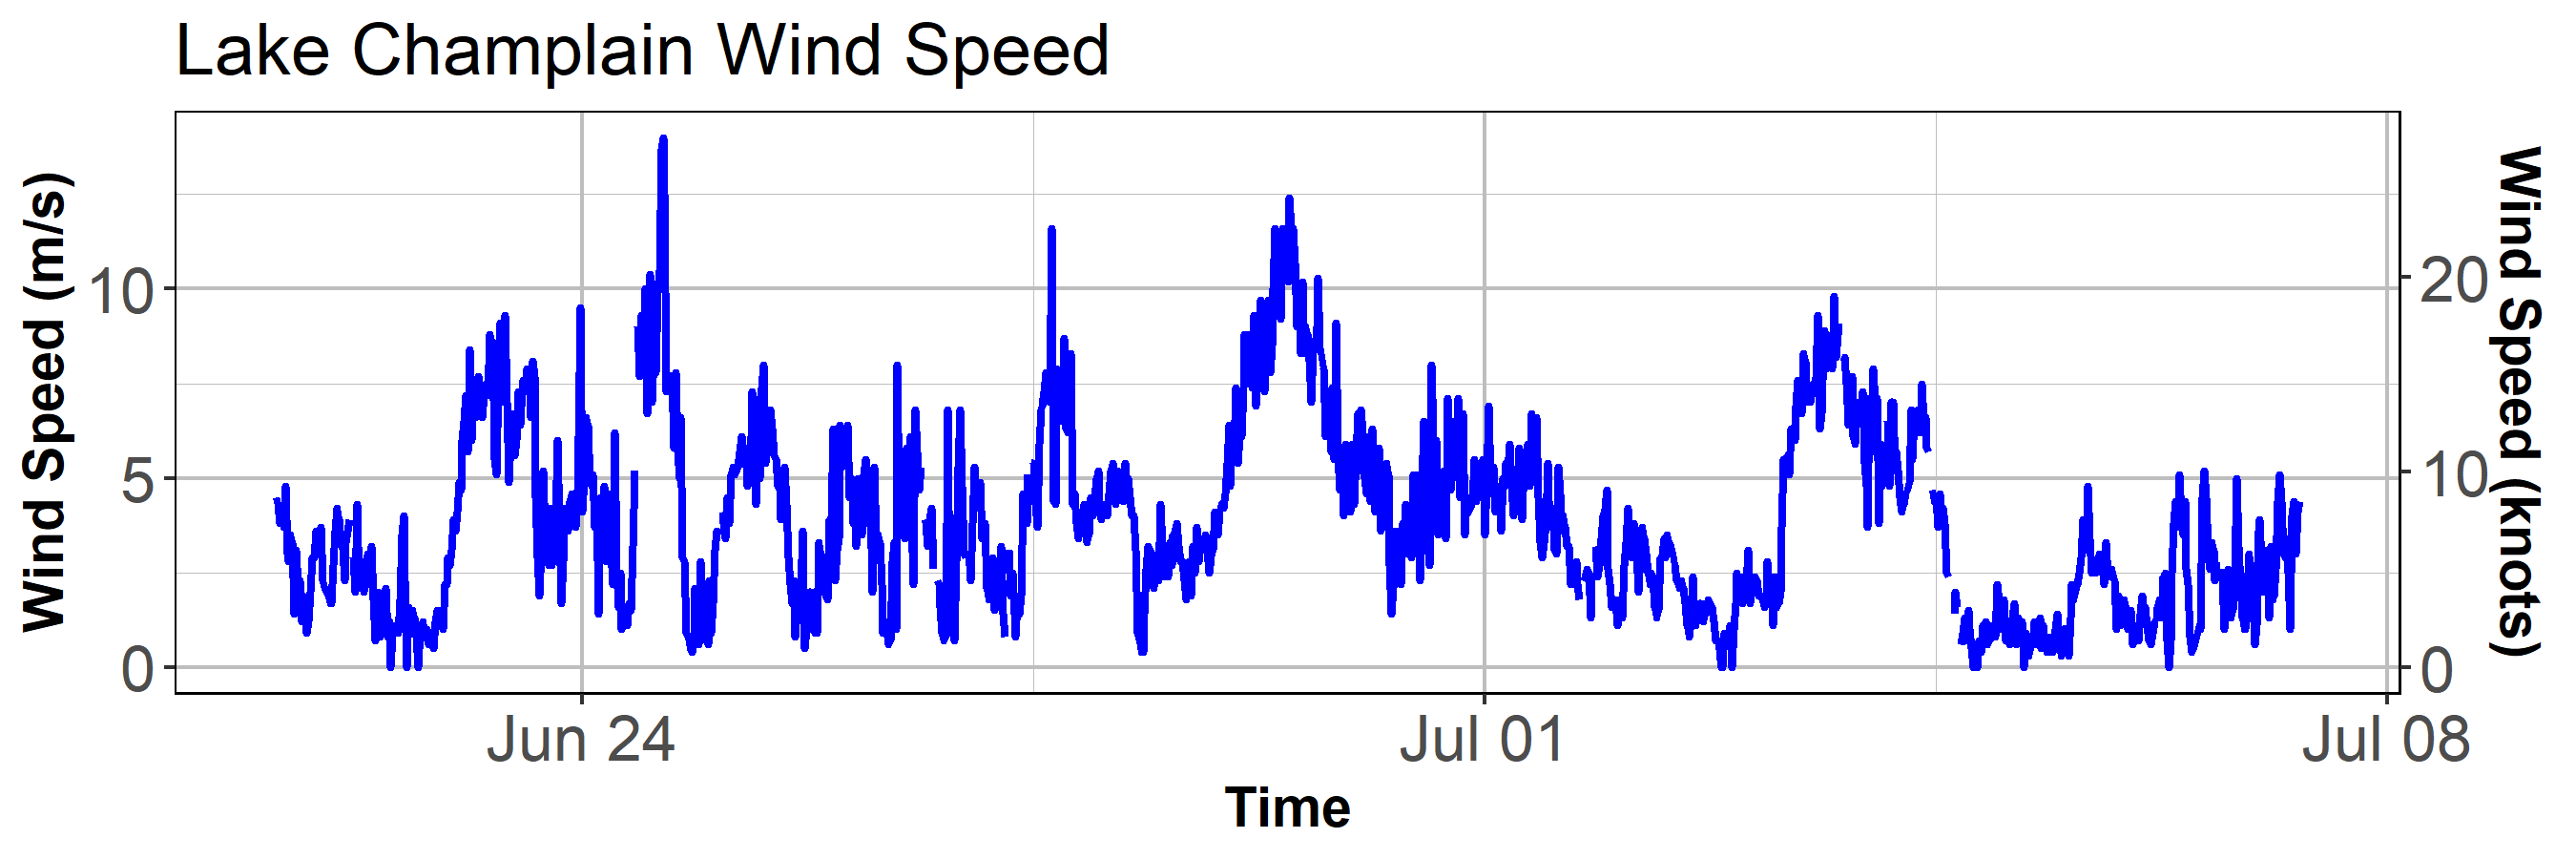 Lake Champlain Wind Speed
Wind Speed (m/s)
10
5
0
20
10
0
Wind Speed (knots)
Jun 24
Jul 01
Jul 08
Time